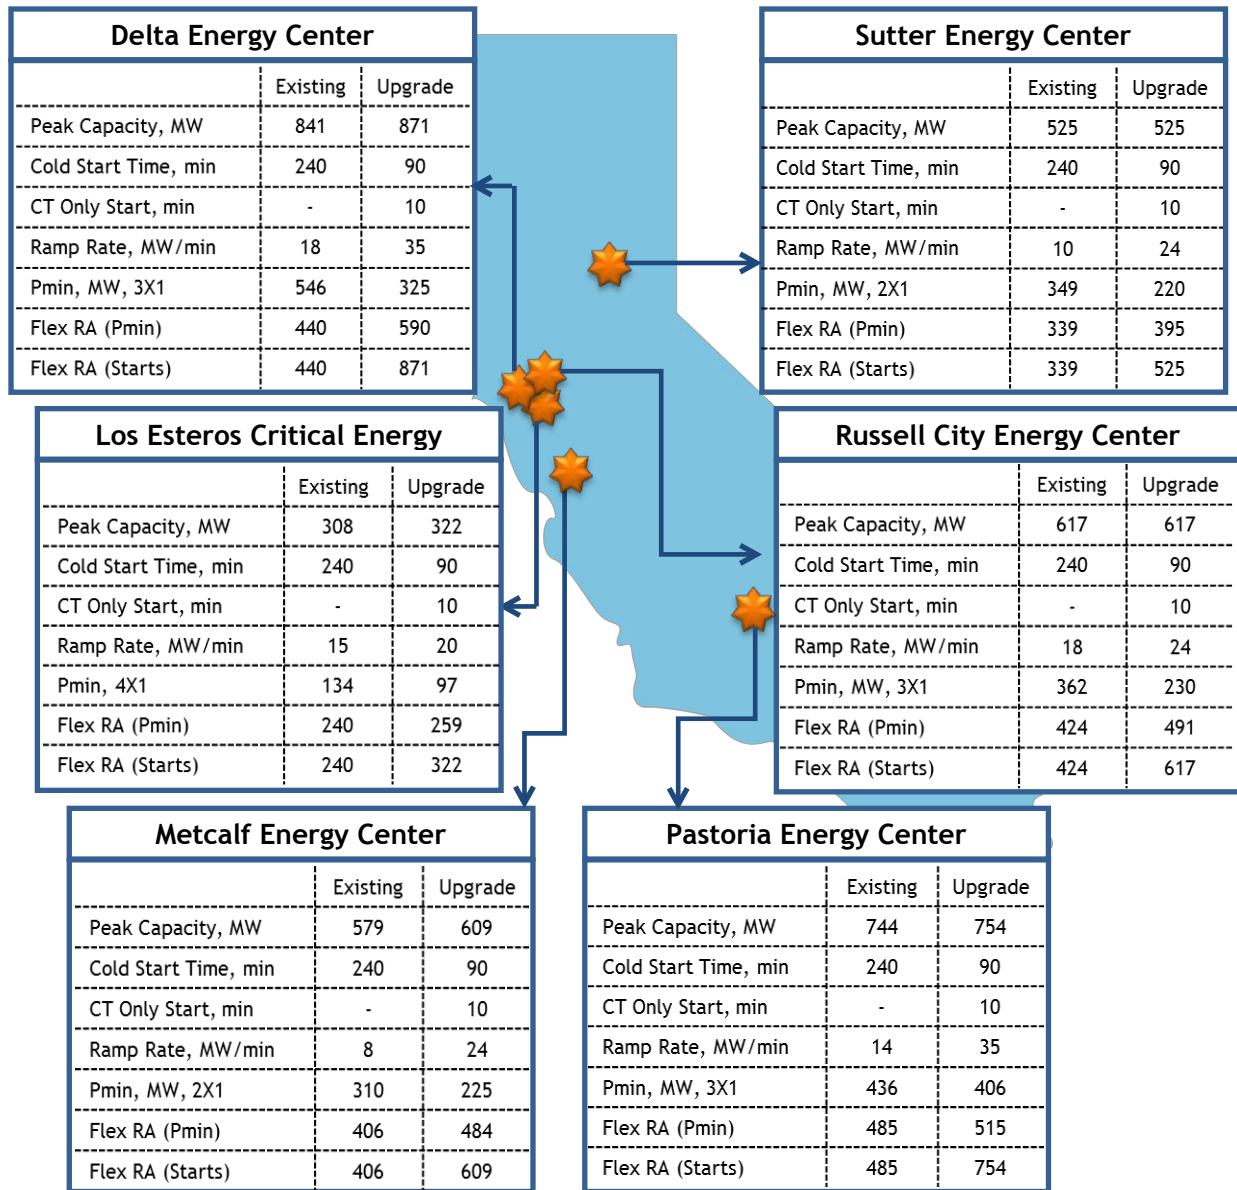 Delta Energy Center
Existing Upgrade
Peak Capacity, MW 841 871
Cold Start Time, min 240 90
CT Only Start, min - 10
Ramp Rate, MW/min 18 35
Pmin, MW, 3X1 546 325
Flex RA (Pmin) 440 590
Flex RA (Starts) 440 871
Sutter Energy Center
Existing Upgrade
Peak Capacity, MW 525 525
Cold Start Time, min 240 90
CT Only Start, min - 10
Ramp Rate, MW/min 10 24
Pmin, MW, 2X1 349 220
Flex RA (Pmin) 339 395
Flex RA (Starts) 339 525
Los Esteros Critical Energy
Existing Upgrade
Peak Capacity, MW 308 322
Cold Start Time, min 240 90
CT Only Start, min - 10
Ramp Rate, MW/min 15 20
Pmin, 4X1 134 97
Flex RA (Pmin) 240 259
Flex RA (Starts) 240 322
Russell City Energy Center
Existing Upgrade
Peak Capacity, MW 617 617
Cold Start Time, min 240 90
CT Only Start, min - 10
Ramp Rate, MW/min 18 24
Pmin, MW, 3X1 362 230
Flex RA (Pmin) 424 491
Flex RA (Starts) 424 617
Metcalf Energy Center
Existing Upgrade
Peak Capacity, MW 579 609
Cold Start Time, min 240 90
CT Only Start, min - 10
Ramp Rate, MW/min 8 24
Pmin, MW, 2X1 310 225
Flex RA (Pmin) 406 484
Flex RA (Starts) 406 609
Pastoria Energy Center
Existing Upgrade
Peak Capacity, MW 744 754
Cold Start Time, min 240 90
CT Only Start, min - 10
Ramp Rate, MW/min 14 35
Pmin, MW, 3X1 436 406
Flex RA (Pmin) 485 515
Flex RA (Starts) 485 754